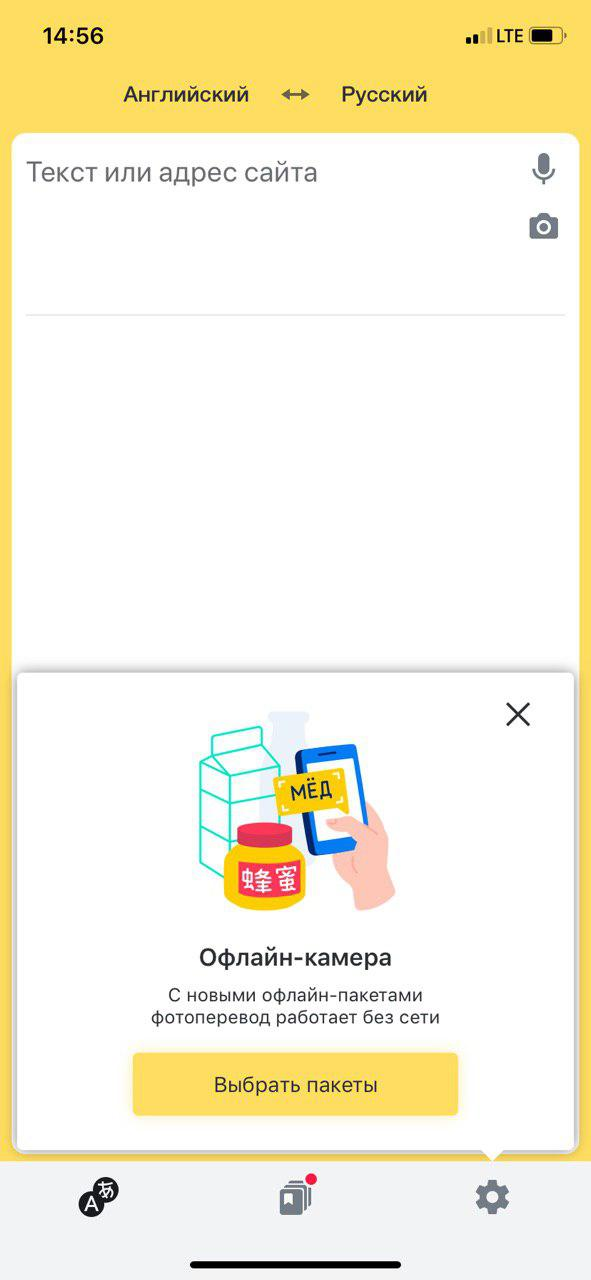 14:56 LTE
Английский Русский
Текст или адрес сайта
МЁД
蜂蜜
Офлайн-камера
С новыми офлайн-пакетами
фотоперевод работает без сети
Выбрать пакеты
A あ